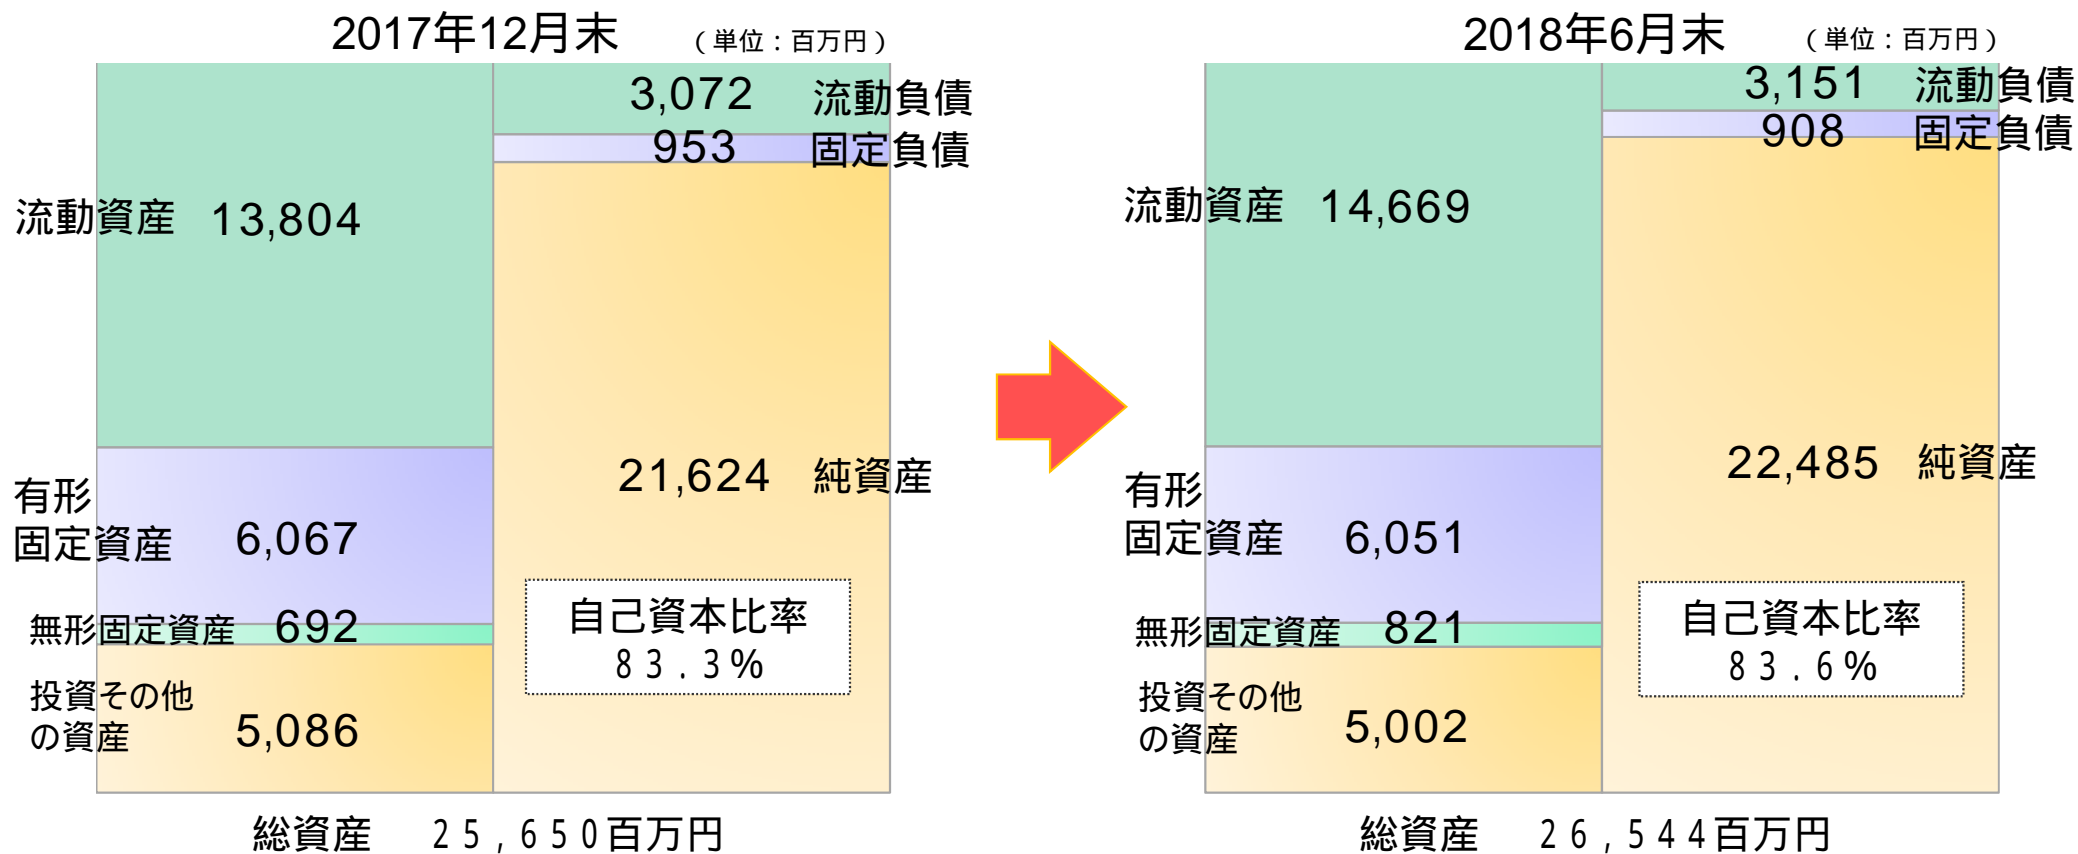 2017年12月末 （単位：百万円）
3,072 流動負債
953 固定負債
流動資産 13,804
21,624 純資産
有形
固定資産 6,067
無形固定資産 692
投資その他
の資産 5,086
自己資本比率
８３.３%
総資産 ２５,６５０百万円
2018年6月末 （単位：百万円）
3,151 流動負債
908 固定負債
流動資産 14,669
22,485 純資産
有形
固定資産 6,051
無形固定資産 821
投資その他
の資産 5,002
自己資本比率
８３.６%
総資産 ２６,５４４百万円